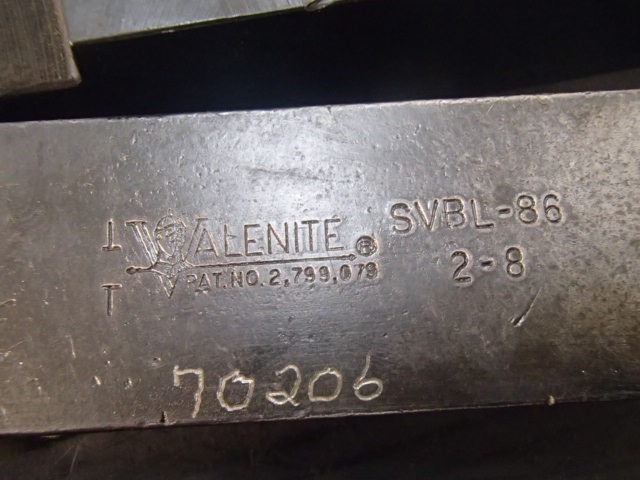 VALENITE ® SVBL-86
PAT. NO. 2,799,079 2-8
70206